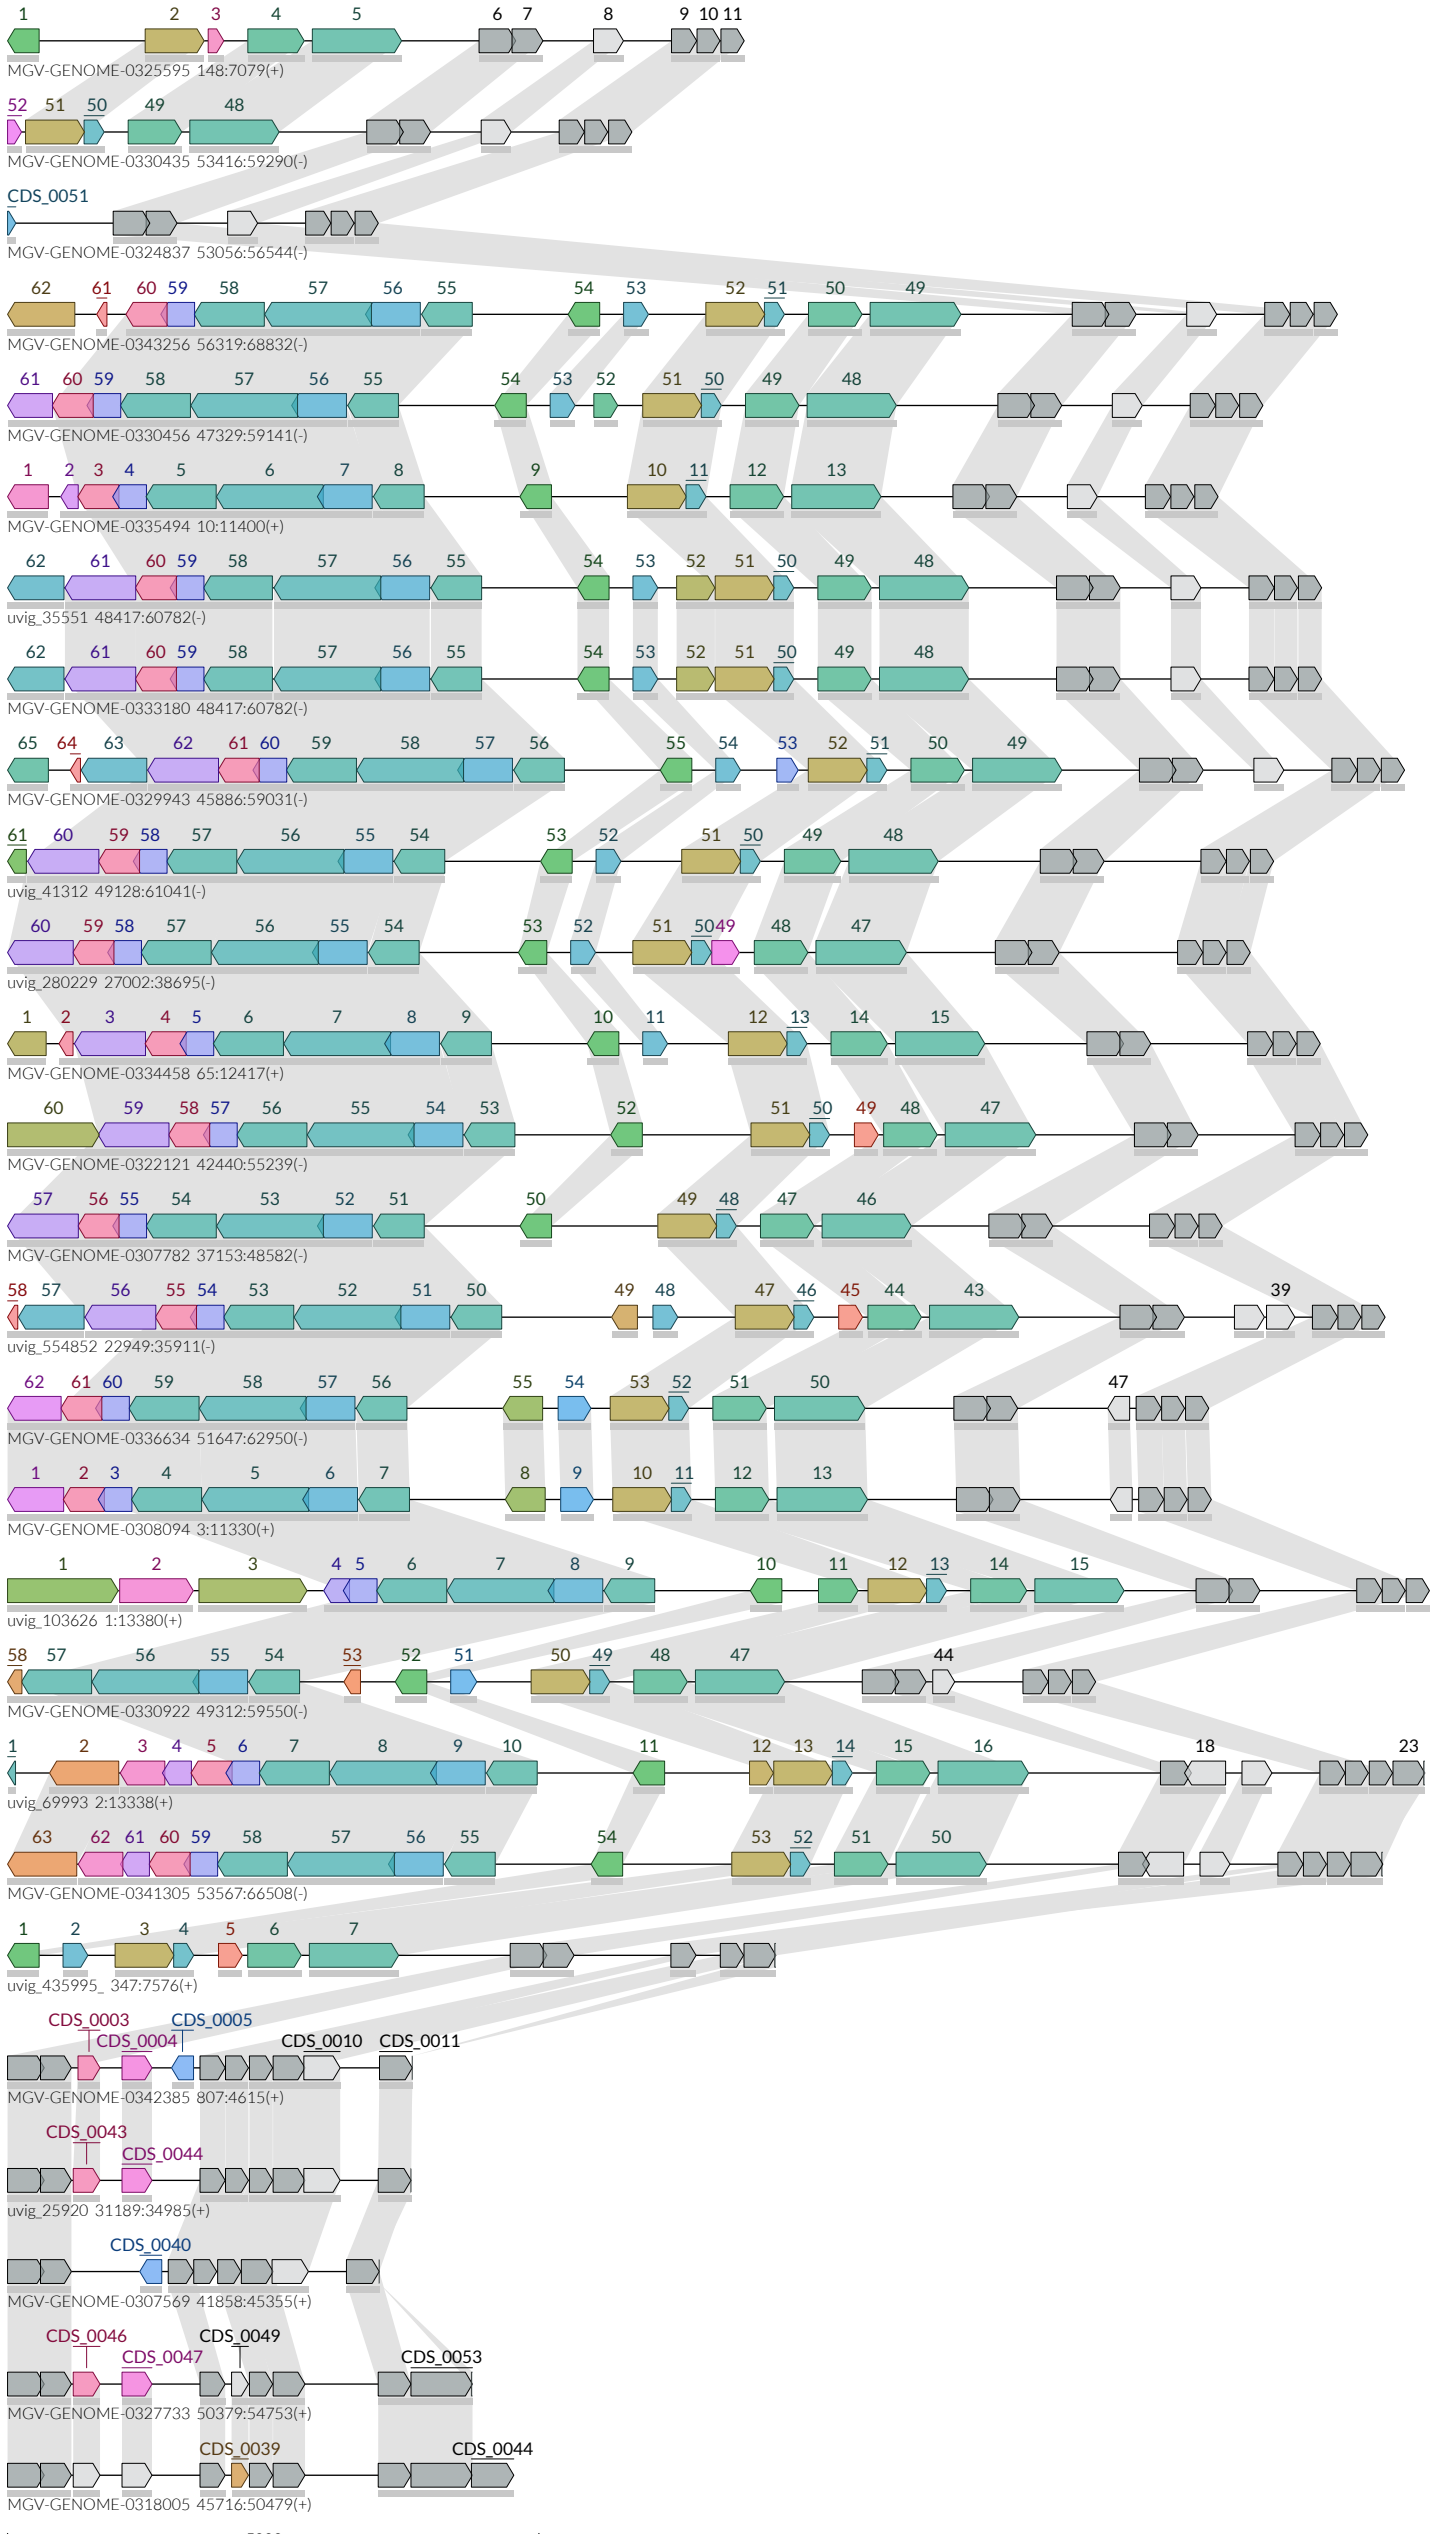 1 2 3 4 5 6 7 8 9 10 11
MGV-GENOME-0325595 148:7079(+)
52 51 50 49 48
MGV-GENOME-0330435 53416:59290(-)
CDS_0051
MGV-GENOME-0324837 53056:56544(-)
62 61 60 59 58 57 56 55 54 53 52 51 50 49
MGV-GENOME-0343256 56319:68832(-)
61 60 59 58 57 56 55 54 53 52 51 50 49 48
MGV-GENOME-0330456 47329:59141(-)
1 2 3 4 5 6 7 8 9 10 11 12 13
MGV-GENOME-0335494 10:11400(+)
62 61 60 59 58 57 56 55 54 53 52 51 50 49 48
uvig_35551 48417:60782(-)
62 61 60 59 58 57 56 55 54 53 52 51 50 49 48
MGV-GENOME-0333180 48417:60782(-)
65 64 63 62 61 60 59 58 57 56 55 54 53 52 51 50 49
MGV-GENOME-0329943 45886:59031(-)
61 60 59 58 57 56 55 54 53 52 51 50 49 48
uvig_41312 49128:61041(-)
60 59 58 57 56 55 54 53 52 51 50 49 48 47
uvig_280229 27002:38695(-)
1 2 3 4 5 6 7 8 9 10 11 12 13 14 15
MGV-GENOME-0334458 65:12417(+)
60 59 58 57 56 55 54 53 52 51 50 49 48 47
MGV-GENOME-0322121 42440:55239(-)
57 56 55 54 53 52 51 50 49 48 47 46
MGV-GENOME-0307782 37153:48582(-)
58 57 56 55 54 53 52 51 50 49 48 47 46 45 44 43 39
uvig_554852 22949:35911(-)
62 61 60 59 58 57 56 55 54 53 52 51 50 47
MGV-GENOME-0336634 51647:62950(-)
1 2 3 4 5 6 7 8 9 10 11 12 13
MGV-GENOME-0308094 3:11330(+)
1 2 3 4 5 6 7 8 9 10 11 12 13 14 15
uvig_103626 1:13380(+)
58 57 56 55 54 53 52 51 50 49 48 47 44
MGV-GENOME-0330922 49312:59550(-)
1 2 3 4 5 6 7 8 9 10 11 12 13 14 15 16 18 23
uvig_69993 2:13338(+)
63 62 61 60 59 58 57 56 55 54 53 52 51 50
MGV-GENOME-0341305 53567:66508(-)
1 2 3 4 5 6 7
uvig_435995_ 347:7576(+)
CDS_0003 CDS_0005
CDS_0004 CDS_0010 CDS_0011
MGV-GENOME-0342385 807:4615(+)
CDS_0043
CDS_0044
uvig_25920 31189:34985(+)
CDS_0040
MGV-GENOME-0307569 41858:45355(+)
CDS_0046 CDS_0049
CDS_0047 CDS_0053
MGV-GENOME-0327733 50379:54753(+)
CDS_0039 CDS_0044
MGV-GENOME-0318005 45716:50479(+)